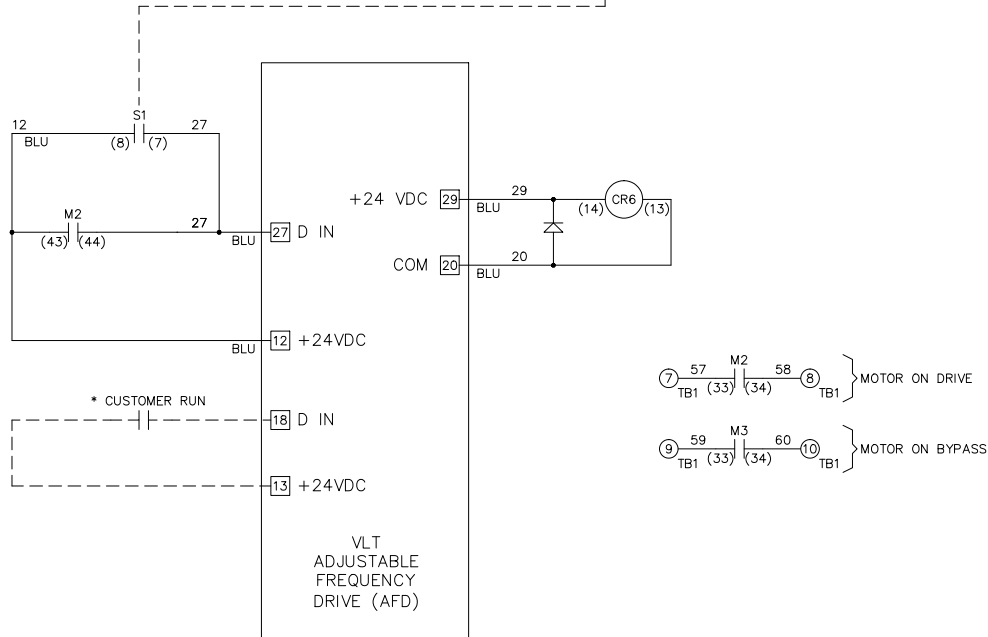 S1
12
27
BLU
(8)
(7)
M2
27
(43)
(44)
BLU
27
D IN
BLU
12
+24VDC
* CUSTOMER RUN
18
D IN
13
+24VDC
+24 VDC
29
29
BLU
(14)
CR6
(13)
COM
20
20
BLU
VLT
ADJUSTABLE
FREQUENCY
DRIVE (AFD)
7
57
M2
58
8
TB1
(33)
(34)
TB1
MOTOR ON DRIVE
9
59
M3
60
10
TB1
(33)
(34)
TB1
MOTOR ON BYPASS